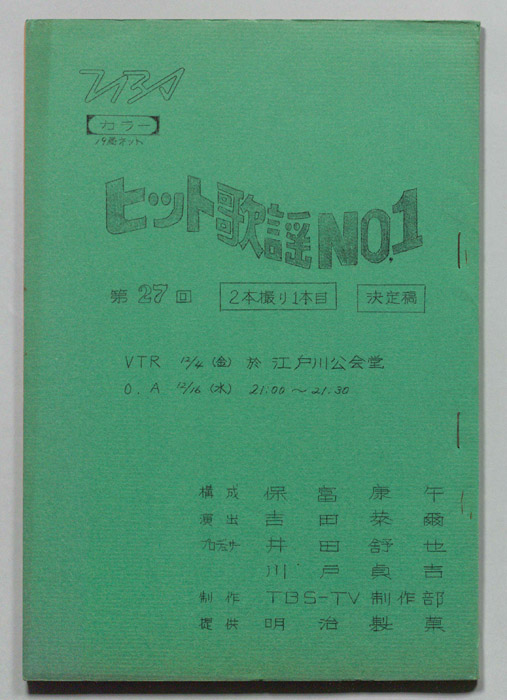 カラー
19局ネット
ヒット歌謡NO.1
第27回 2本撮り1本目 決定稿
VTR 12/4(金) 於 江戸川公会堂
O.A 12/16(水) 21:00〜21:30
構成 保富康午
演出 吉田菜爾
プロデューサー 井田舒也
川戸貞吉
制作 TBS-TV制作部
提供 明治製菓